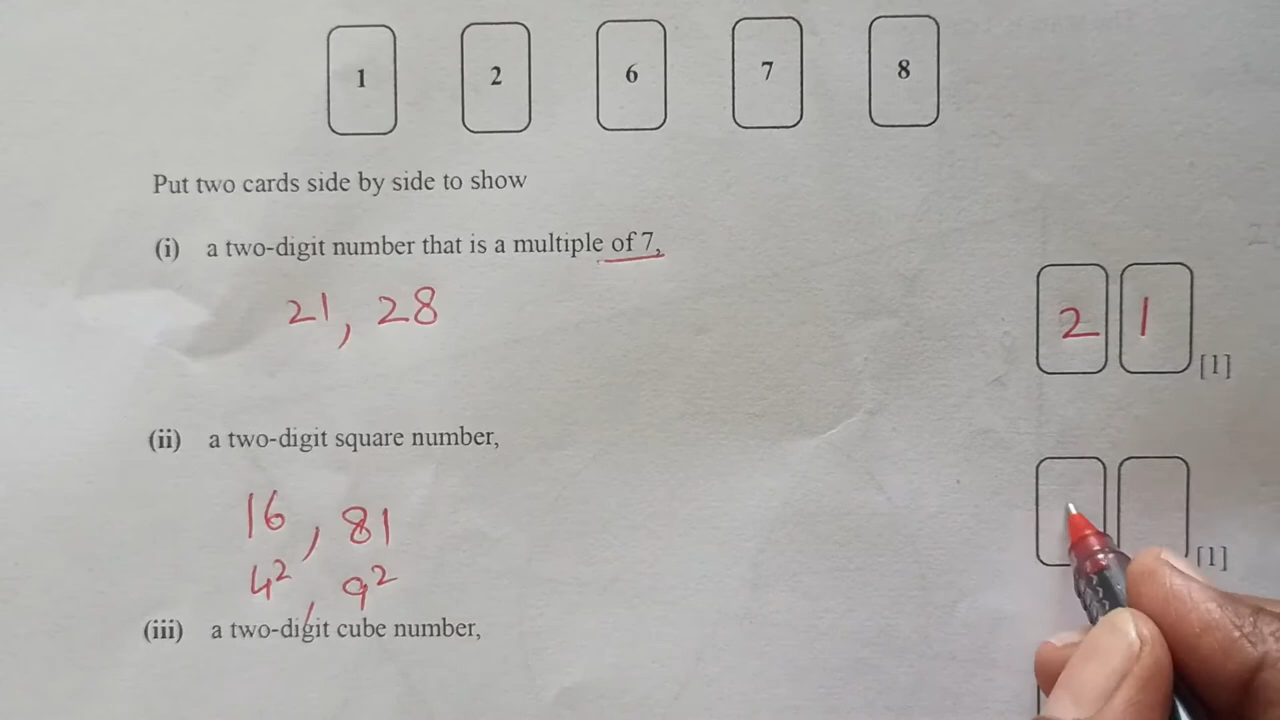 1 2 6 7 8
Put two cards side by side to show
(i) a two-digit number that is a multiple of 7,
21, 28
2 1
[1]
(ii) a two-digit square number,
16, 81
4², 9²
[1]
(iii) a two-digit cube number,